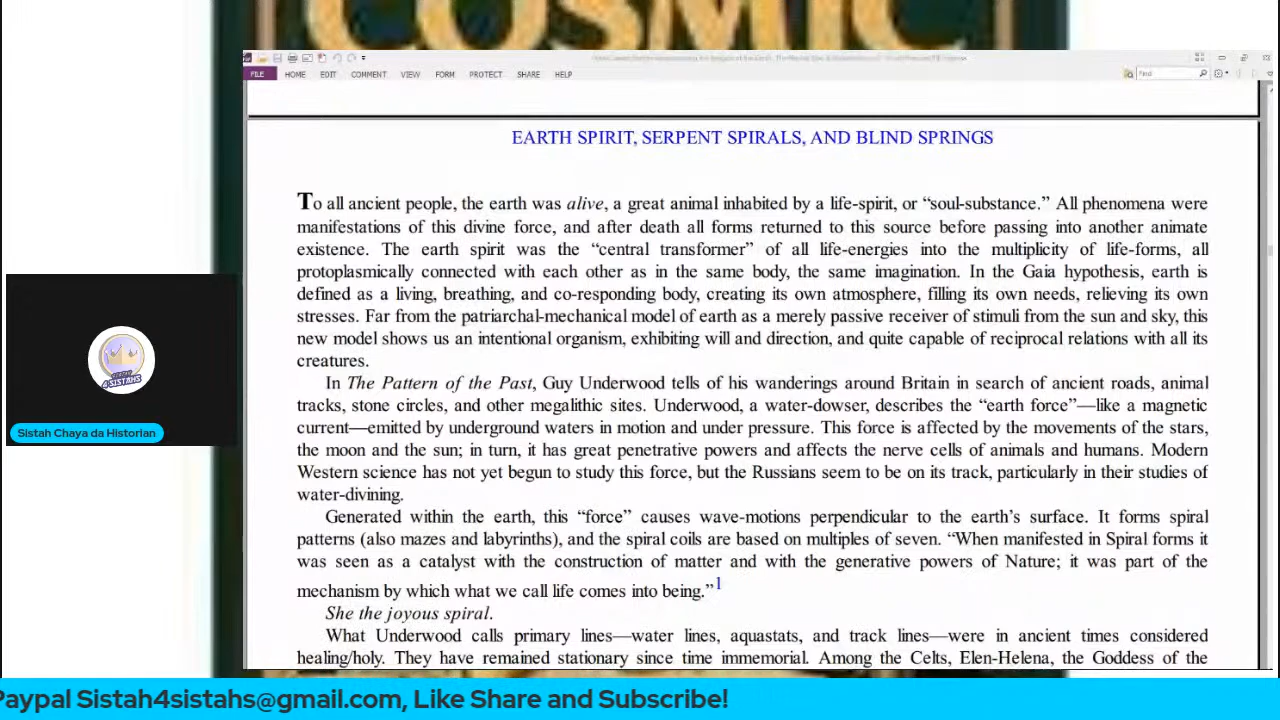 COSMIC
FILE HOME EDIT COMMENT VIEW FORM PROTECT SHARE HELP
Find
EARTH SPIRIT, SERPENT SPIRALS, AND BLIND SPRINGS
To all ancient people, the earth was alive, a great animal inhabited by a life-spirit, or “soul-substance.” All phenomena were
manifestations of this divine force, and after death all forms returned to this source before passing into another animate
existence. The earth spirit was the “central transformer” of all life-energies into the multiplicity of life-forms, all
protoplasmically connected with each other as in the same body, the same imagination. In the Gaia hypothesis, earth is
defined as a living, breathing, and co-responding body, creating its own atmosphere, filling its own needs, relieving its own
stresses. Far from the patriarchal-mechanical model of earth as a merely passive receiver of stimuli from the sun and sky, this
new model shows us an intentional organism, exhibiting will and direction, and quite capable of reciprocal relations with all its
creatures.
In The Pattern of the Past, Guy Underwood tells of his wanderings around Britain in search of ancient roads, animal
tracks, stone circles, and other megalithic sites. Underwood, a water-dowser, describes the “earth force”—like a magnetic
current—emitted by underground waters in motion and under pressure. This force is affected by the movements of the stars,
the moon and the sun; in turn, it has great penetrative powers and affects the nerve cells of animals and humans. Modern
Western science has not yet begun to study this force, but the Russians seem to be on its track, particularly in their studies of
water-divining.
Generated within the earth, this “force” causes wave-motions perpendicular to the earth’s surface. It forms spiral
patterns (also mazes and labyrinths), and the spiral coils are based on multiples of seven. “When manifested in Spiral forms it
was seen as a catalyst with the construction of matter and with the generative powers of Nature; it was part of the
mechanism by which what we call life comes into being.”1
She the joyous spiral.
What Underwood calls primary lines—water lines, aquastats, and track lines—were in ancient times considered
healing/holy. They have remained stationary since time immemorial. Among the Celts, Elen-Helena, the Goddess of the
4 SISTAHS
Sistah Chaya da Historian
Paypal Sistah4sistahs@gmail.com, Like Share and Subscribe!